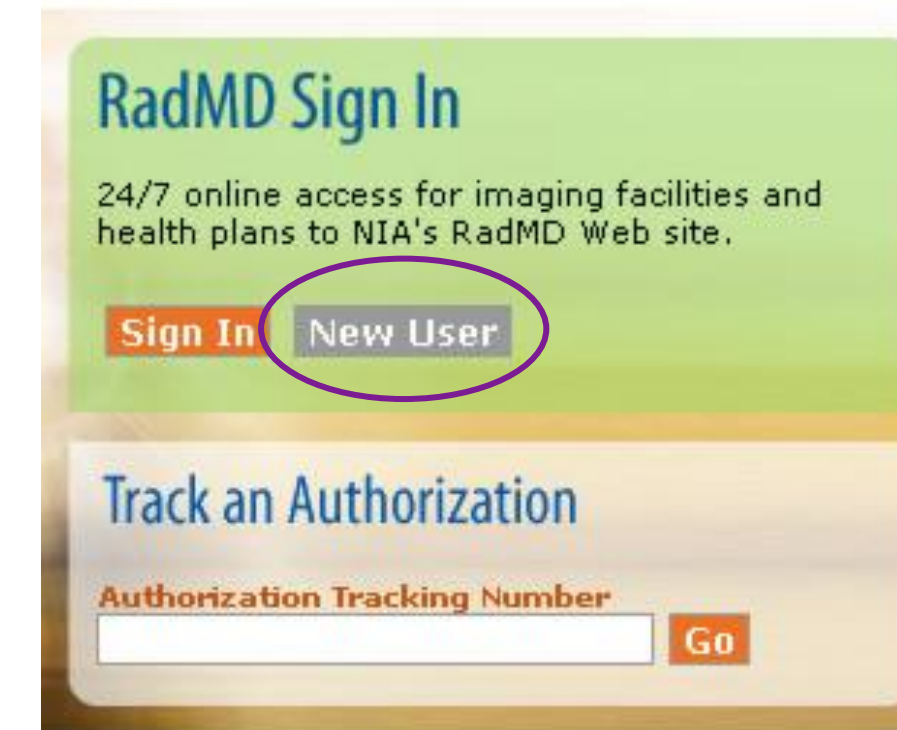 RadMD Sign In
24/7 online access for imaging facilities and
health plans to NIA's RadMD Web site.
Sign In New User
Track an Authorization
Authorization Tracking Number
Go